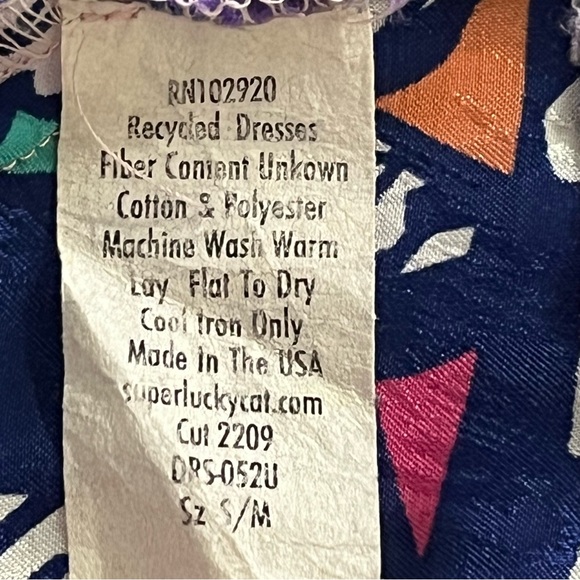 RN102920
Recycled Dresses
Fiber Content Unkown
Cotton & Polyester
Machine Wash Warm
Lay Flat To Dry
Cool Iron Only
Made In The USA
superluckycat.com
Cut 2209
DRS-052U
Sz S/M